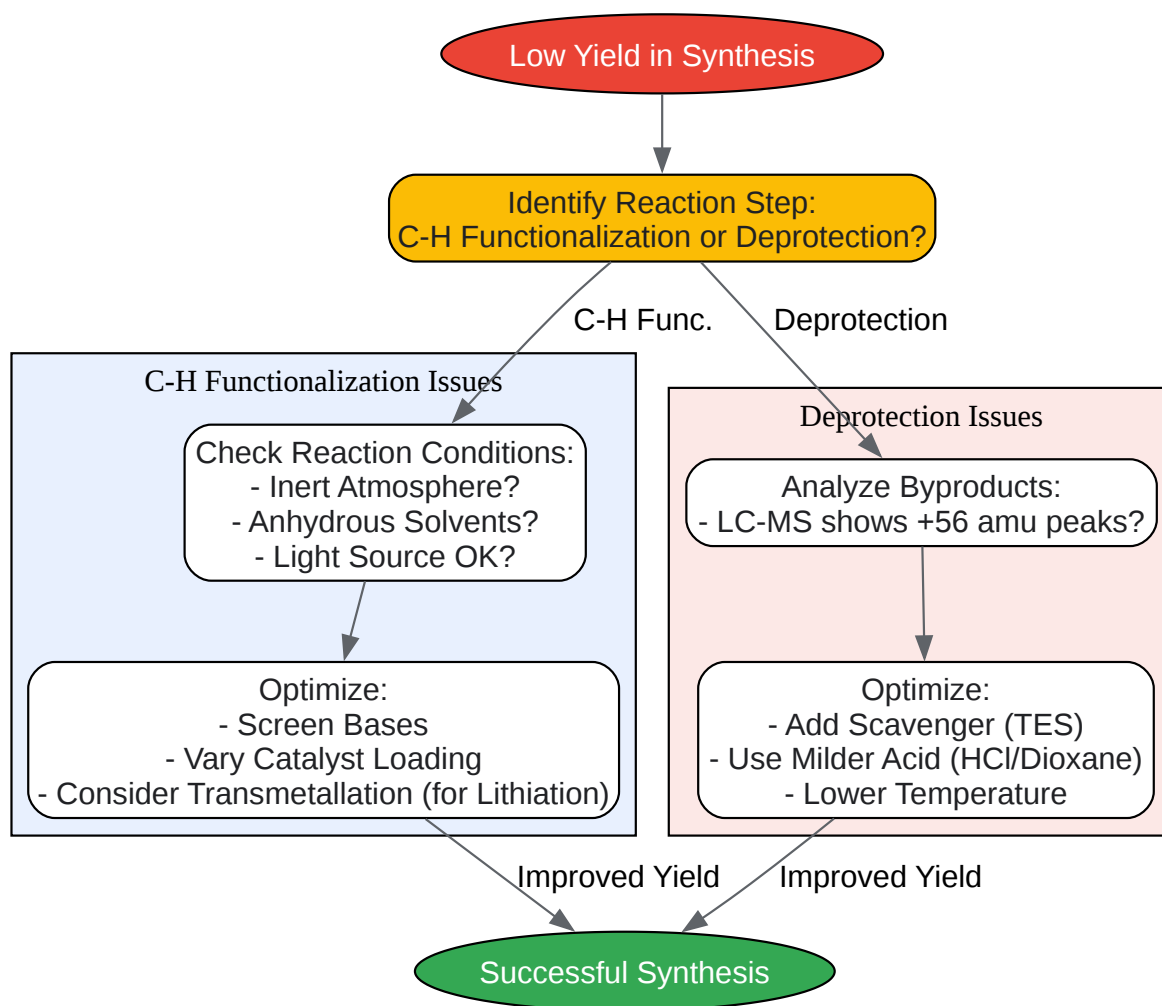 Low Yield in Synthesis
Identify Reaction Step:
C-H Functionalization or Deprotection?
C-H Func.
Deprotection
C-H Functionalization Issues
Check Reaction Conditions:
- Inert Atmosphere?
- Anhydrous Solvents?
- Light Source OK?
Optimize:
- Screen Bases
- Vary Catalyst Loading
- Consider Transmetallation (for Lithiation)
Deprotection Issues
Analyze Byproducts:
- LC-MS shows +56 amu peaks?
Optimize:
- Add Scavenger (TES)
- Use Milder Acid (HCl/Dioxane)
- Lower Temperature
Improved Yield
Improved Yield
Successful Synthesis